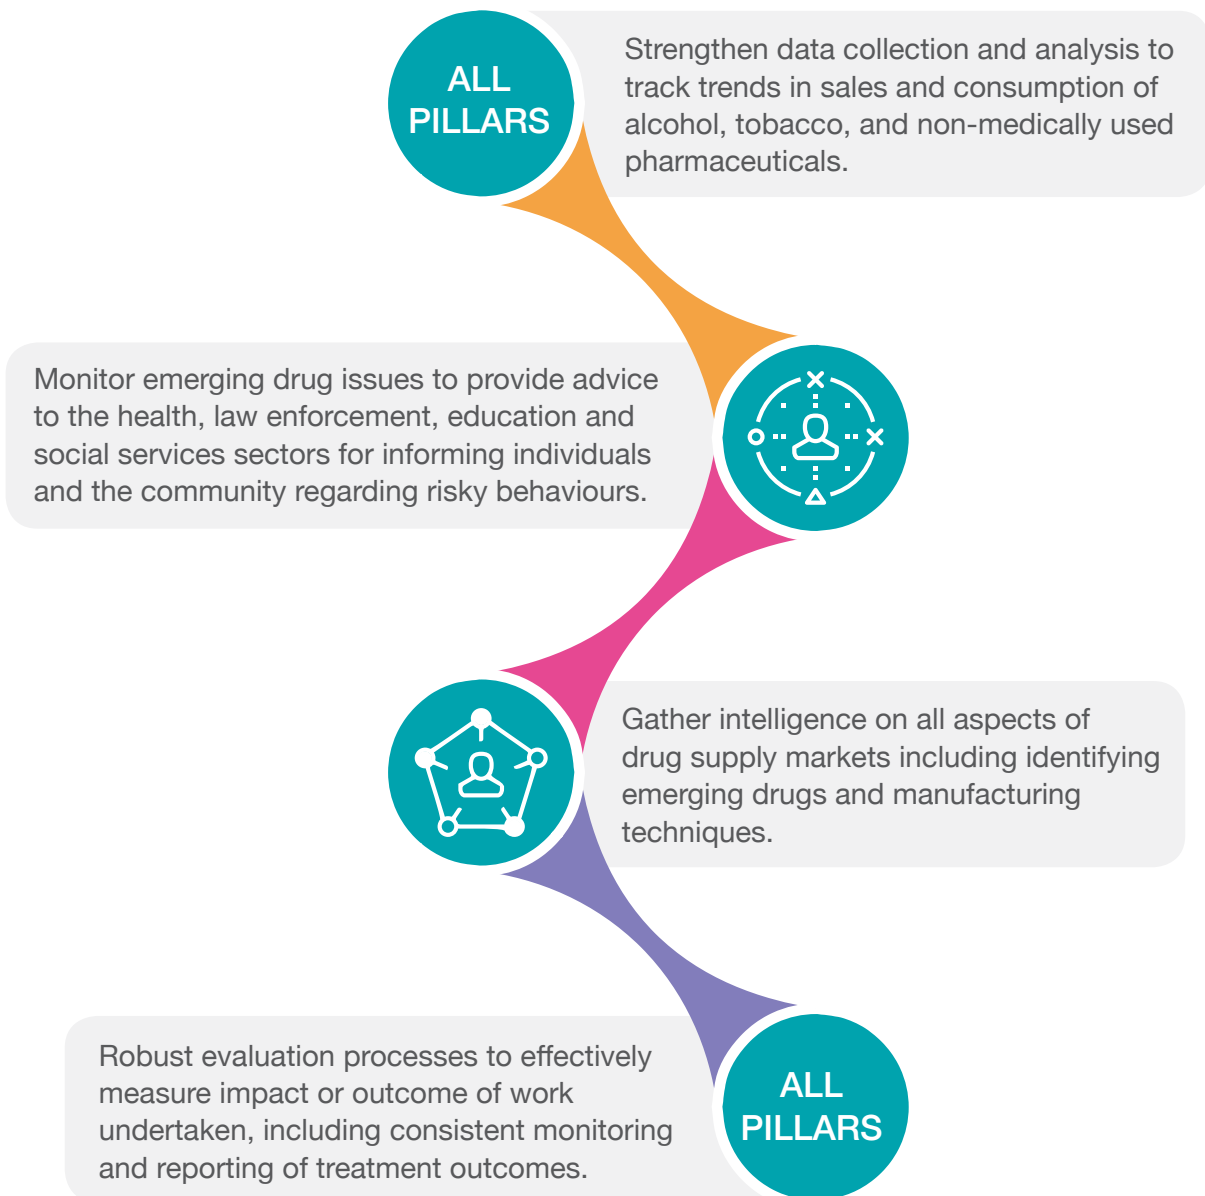 ALL
PILLARS
Strengthen data collection and analysis to
track trends in sales and consumption of
alcohol, tobacco, and non-medically used
pharmaceuticals.
Monitor emerging drug issues to provide advice
to the health, law enforcement, education and
social services sectors for informing individuals
and the community regarding risky behaviours.
Gather intelligence on all aspects of
drug supply markets including identifying
emerging drugs and manufacturing
techniques.
Robust evaluation processes to effectively
measure impact or outcome of work
undertaken, including consistent monitoring
and reporting of treatment outcomes.
ALL
PILLARS